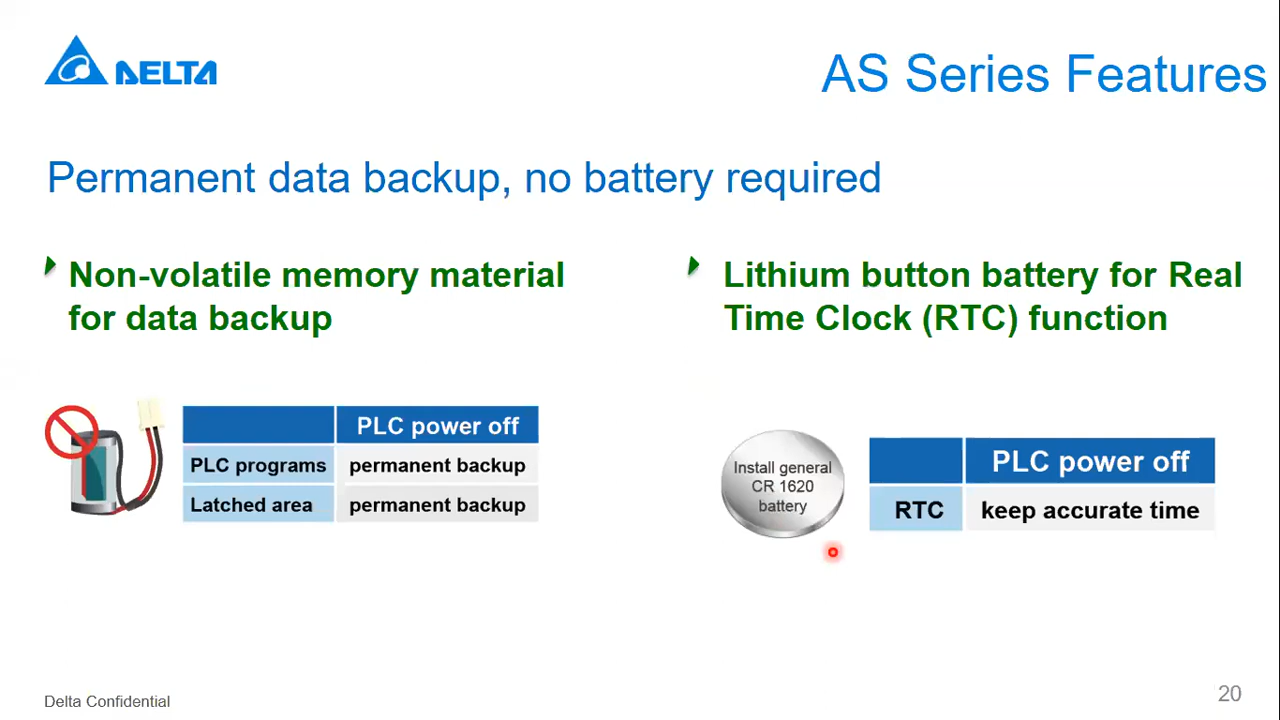 DELTA
AS Series Features
Permanent data backup, no battery required
Non-volatile memory material
for data backup
Lithium button battery for Real
Time Clock (RTC) function
PLC power off
PLC programs permanent backup
Latched area permanent backup
Install general
CR 1620
battery
PLC power off
RTC keep accurate time
Delta Confidential
20